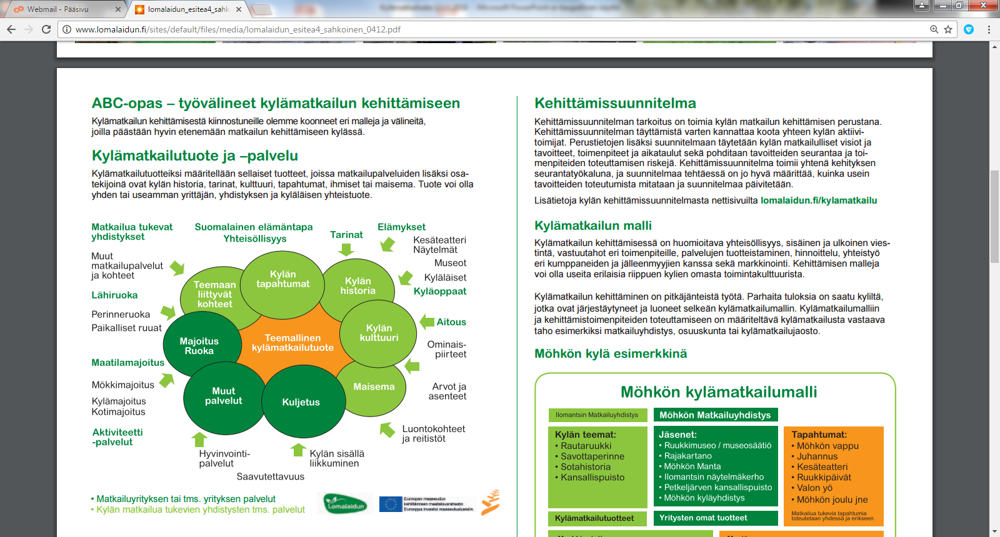 Webmail - Pääsivu
lomalaidun_esitea4_sahk
www.lomalaidun.fi/sites/default/files/media/lomalaidun_esitea4_sahkoinen_0412.pdf
ABC-opas – työvälineet kylämatkailun kehittämiseen
Kylämatkailun kehittämisestä kiinnostuneille olemme koonneet eri malleja ja välineitä,
joilla päästään hyvin etenemään matkailun kehittämiseen kylässä.
Kylämatkailutuote ja –palvelu
Kylämatkailutuotteiksi määritellään sellaiset tuotteet, joissa matkailupalveluiden lisäksi osa-
tekijöinä ovat kylän historia, tarinat, kulttuuri, tapahtumat, ihmiset tai maisema. Tuote voi olla
yhden tai useamman yrittäjän, yhdistyksen ja kyläläisen yhteistuote.
Matkailua tukevat
yhdistykset
Suomalainen elämäntapa
Yhteisöllisyys
Tarinat
Elämykset
Kesäteatteri
Näytelmät
Museot
Kyläläiset
Kyläoppaat
Muut
matkailupalvelut
ja kohteet
Lähiruoka
Perinneruoka
Paikalliset ruuat
Maatilamajoitus
Mökkimajoitus
Kylämajoitus
Kotimajoitus
Aktiviteetti
-palvelut
Teemaan
liittyvät
kohteet
Kylän
tapahtumat
Kylän
historia
Kylän
kulttuuri
Maisema
Kuljetus
Muut
palvelut
Majoitus
Ruoka
Teemallinen
kylämatkailutuote
Aitous
Ominais-
piirteet
Arvot ja
asenteet
Luontokohteet
ja reitistöt
Hyvinvointi-
palvelut
Kylän sisällä
liikkuminen
Saavutettavuus
• Matkailuyrityksen tai tms. yrityksen palvelut
• Kylän matkailua tukevien yhdistysten tms. palvelut
Lomalaidun
Euroopan maaseudun
kehittämisen maatalousrahasto:
Eurooppa investoi maaseutualueisiin
Kehittämissuunnitelma
Kehittämissuunnitelman tarkoitus on toimia kylän matkailun kehittämisen perustana.
Kehittämissuunnitelman täyttämistä varten kannattaa koota yhteen kylän aktiivi-
toimijat. Perustietojen lisäksi suunnitelmaan täytetään kylän matkailulliset visiot ja
tavoitteet, toimenpiteet ja aikataulut sekä pohditaan tavoitteiden seurantaa ja toi-
menpiteiden toteuttamisen riskejä. Kehittämissuunnitelma toimii yhtenä kehityksen
seurantatyökaluna, ja suunnitelmaa tehtäessä on jo hyvä määrittää, kuinka usein
tavoitteiden toteutumista mitataan ja suunnitelmaa päivitetään.
Lisätietoja kylän kehittämissuunnitelmasta nettisivuilta lomalaidun.fi/kylamatkailu
Kylämatkailun malli
Kylämatkailun kehittämisessä on huomioitava yhteisöllisyys, sisäinen ja ulkoinen vies-
tintä, vastuutahot eri toimenpiteille, palvelujen tuotteistaminen, hinnoittelu, yhteistyö
eri kumppaneiden ja jälleenmyyjien kanssa sekä markkinointi. Kehittämisen malleja
voi olla useita erilaisia riippuen kylien omasta toimintakulttuurista.
Kylämatkailun kehittäminen on pitkäjänteistä työtä. Parhaita tuloksia on saatu kyliltä,
jotka ovat järjestäytyneet ja luoneet selkeän kylämatkailumallin. Kylämatkailumalliin
ja kehittämistoimenpiteiden toteuttamiseen on määriteltävä kylämatkailusta vastaava
taho esimerkiksi matkailuyhdistys, osuuskunta tai kylämatkailujaosto.
Möhkön kylä esimerkkinä
Möhkön kylämatkailumalli
Ilomantsin Matkailuyhdistys
Kylän teemat:
• Rautaruukki
• Savottaperinne
• Sotahistoria
• Kansallispuisto
Kylämatkailutuotteet
Möhkön Matkailuyhdistys
Jäsenet:
• Ruukkimuseo / museosäätiö
• Rajakartano
• Möhkön Manta
• Ilomantsin näytelmäkerho
• Petkeljärven kansallispuisto
• Möhkön kyläyhdistys
Yritysten omat tuotteet
Tapahtumat:
• Möhkön vappu
• Juhannus
• Kesäteatteri
• Ruukkipäivät
• Valon yö
• Möhkön joulu jne
Matkailua tukevia tapahtumia
toteutetaan yhdessä ja erikseen